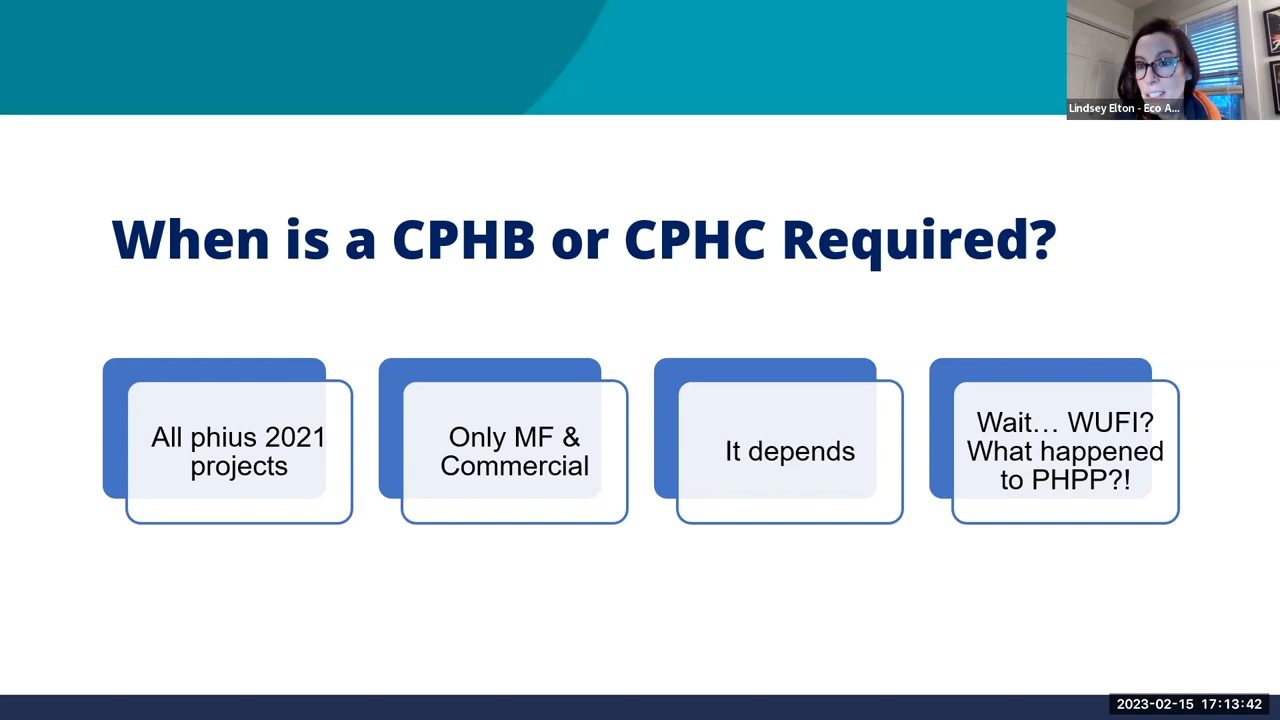 Lindsey Elton - Eco A...
When is a CPHB or CPHC Required?
All phius 2021
projects
Only MF &
Commercial
It depends
Wait... WUFI?
What happened
to PHPP?!
2023-02-15 17:13:42